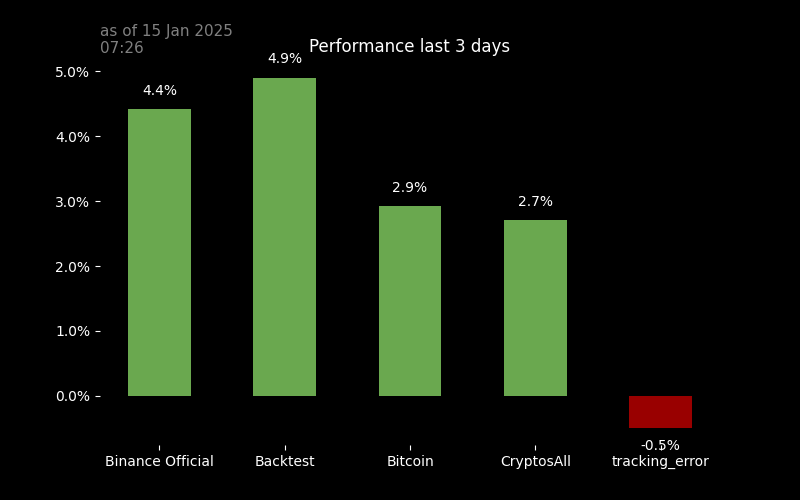 as of 15 Jan 2025
07:26
Performance last 3 days
5.0%
4.0%
3.0%
2.0%
1.0%
0.0%
4.4%
4.9%
2.9%
2.7%
-0.5%
Binance Official
Backtest
Bitcoin
CryptosAll
tracking_error